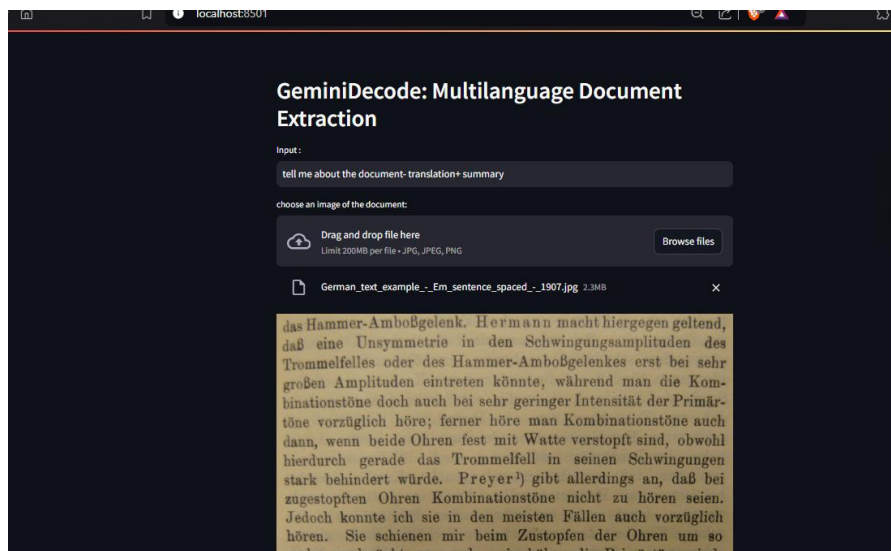 localhost:8501
GeminiDecode: Multilanguage Document
Extraction
Input :
tell me about the document- translation+ summary
choose an image of the document:
Drag and drop file here
Limit 200MB per file • JPG, JPEG, PNG
Browse files
German_text_example_-_Em_sentence_spaced_-_1907.jpg 2.3MB
das Hammer-Amboßgelenk. Hermann macht hiergegen geltend,
daß eine Unsymmetrie in den Schwingungsamplituden des
Trommelfelles oder des Hammer-Amboßgelenkes erst bei sehr
großen Amplituden eintreten könnte, während man die Kom-
binationstöne doch auch bei sehr geringer Intensität der Primär-
töne vorzüglich höre; ferner höre man Kombinationstöne auch
dann, wenn beide Ohren fest mit Watte verstopft sind, obwohl
hierdurch gerade das Trommelfell in seinen Schwingungen
stark behindert würde. Preyer¹) gibt allerdings an, daß bei
zugestopften Ohren Kombinationstöne nicht zu hören seien.
Jedoch konnte ich sie in den meisten Fällen auch vorzüglich
hören. Sie schienen mir beim Zustopfen der Ohren um so